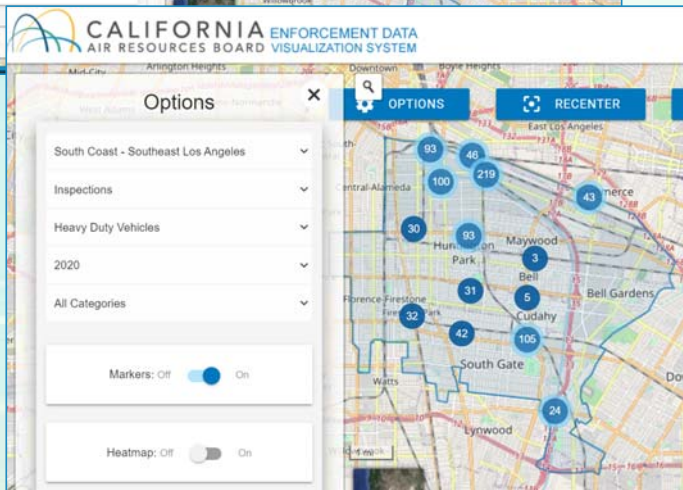 CALIFORNIA
AIR RESOURCES BOARD
ENFORCEMENT DATA
VISUALIZATION SYSTEM
Mid-City
Arlington Heights
Downtown
Boyle Heights
Options
OPTIONS
RECENTER
East Los Angeles
South Coast - Southeast Los Angeles
93
46
219
100
Central-Alameda
43
Inspections
Heavy Duty Vehicles
30
93
Huntington
Park
Maywood
3
Bell
2020
31
5
Bell Gardens
All Categories
Florence-Firestone
32
Cudahy
42
105
South Gate
Markers: Off
On
Watts
24
Lynwood
Heatmap: Off
On